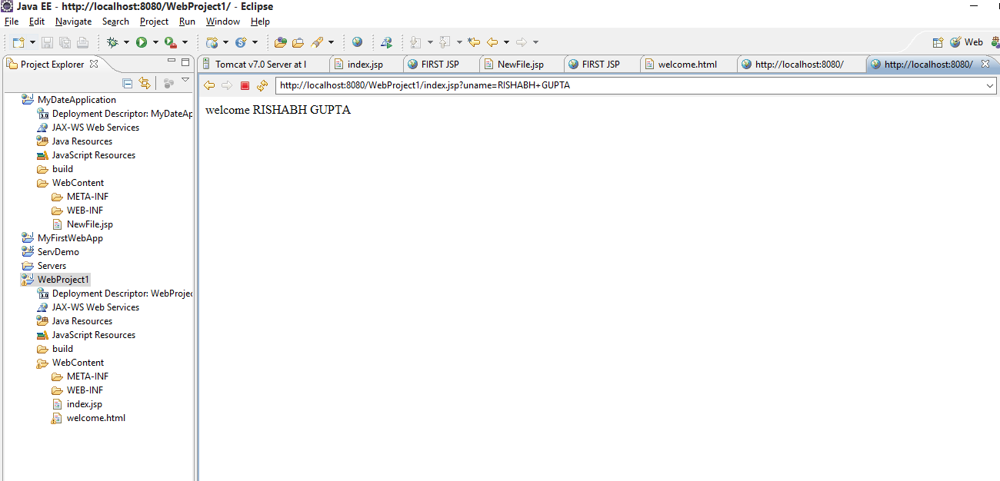 Java EE - http://localhost:8080/WebProject1/ - Eclipse
File Edit Navigate Search Project Run Window Help
Web
Project Explorer
Tomcat v7.0 Server at l
index.jsp
FIRST JSP
NewFile.jsp
FIRST JSP
welcome.html
http://localhost:8080/
http://localhost:8080/
http://localhost:8080/WebProject1/index.jsp?uname=RISHABH+GUPTA
welcome RISHABH GUPTA
MyDateApplication
3.0 Deployment Descriptor: MyDateAp
JAX-WS Web Services
Java Resources
JavaScript Resources
build
WebContent
META-INF
WEB-INF
NewFile.jsp
MyFirstWebApp
ServDemo
Servers
WebProject1
3.0 Deployment Descriptor: WebProjec
JAX-WS Web Services
Java Resources
JavaScript Resources
build
WebContent
META-INF
WEB-INF
index.jsp
welcome.html